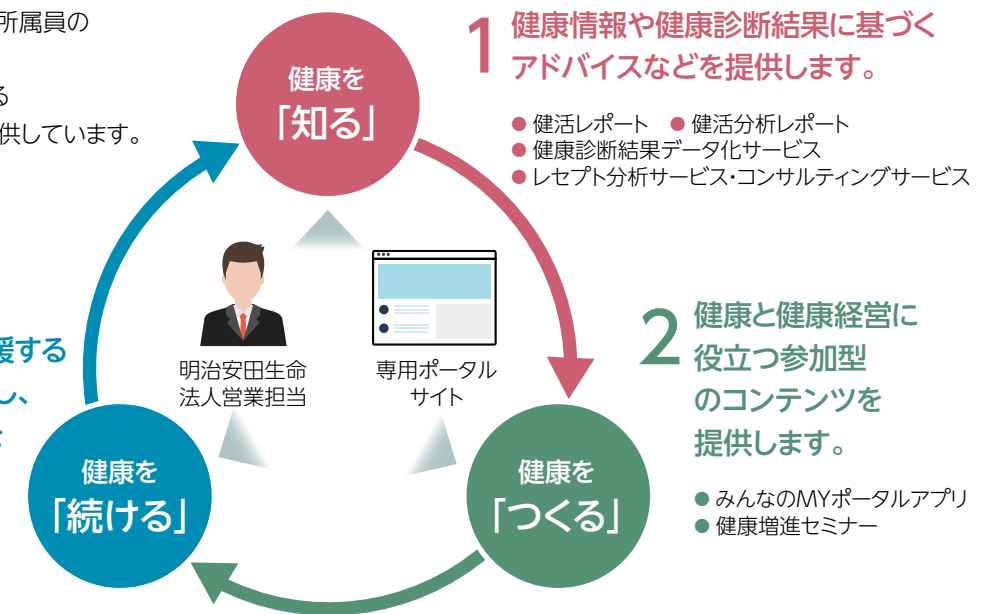 所属員の
る
供しています。
健康を
「知る」
1 健康情報や健康診断結果に基づく
アドバイスなどを提供します。
● 健活レポート ● 健活分析レポート
● 健康診断結果データ化サービス
● レセプト分析サービス・コンサルティングサービス
明治安田生命
法人営業担当
専用ポータル
サイト
2 健康と健康経営に
役立つ参加型
のコンテンツを
提供します。
● みんなのMYポータルアプリ
● 健康増進セミナー
健康を
「つくる」
援する
し、
健康を
「続ける」